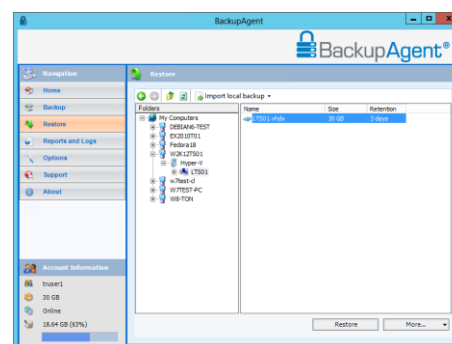 BackupAgent
BackupAgent®
Navigation
Home
Backup
Restore
Reports and Logs
Options
Support
About
Account Information
truser1
30 GB
Online
18.64 GB (63%)
Restore
Import local backup
Folders
My Computers
DEBIAN6-TEST
EX2010T01
Fedora18
W2K12TS01
Hyper-V
LTS01
w7test-cl
W7TEST-PC
W8-TON
Name Size Retention
LTS01.vhdx 30 GB 3 days
Restore More...